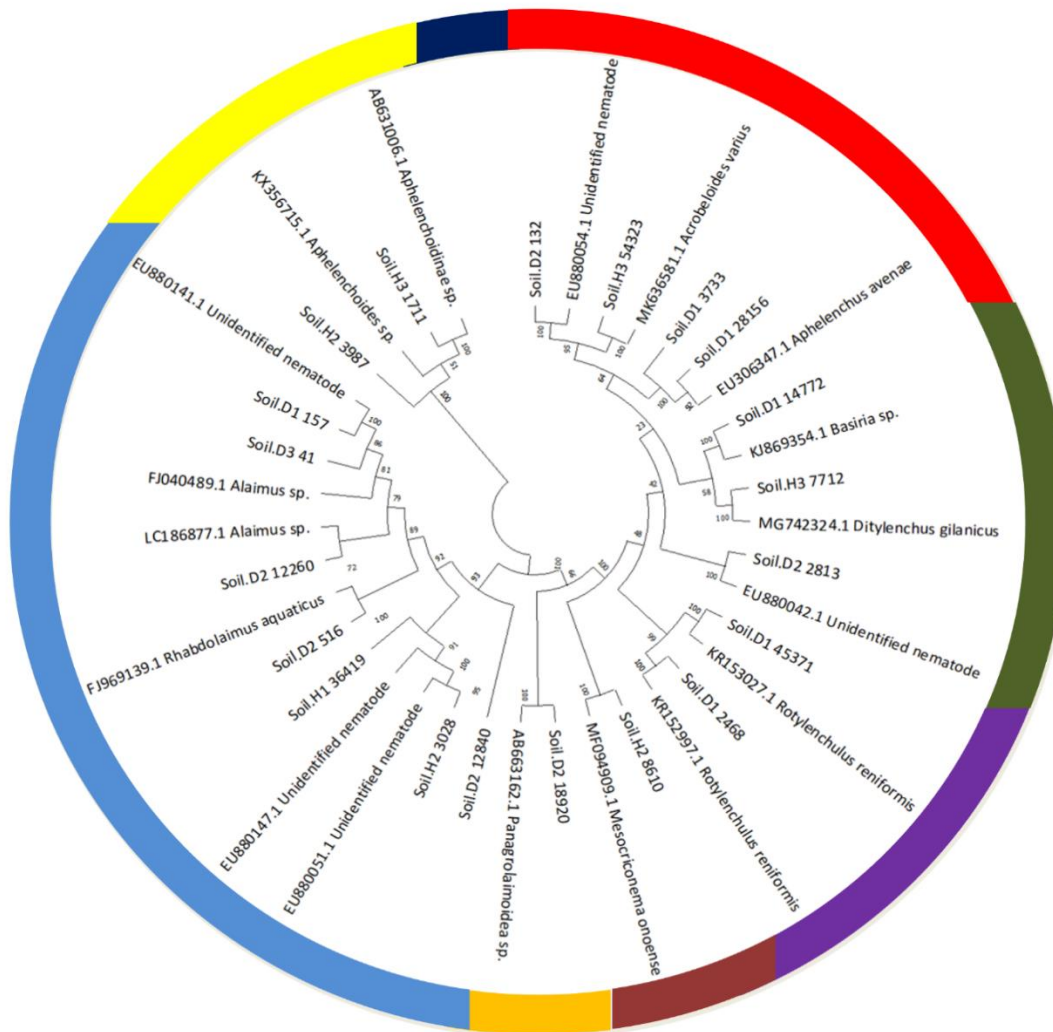 Soil.D2 132
EU880054.1 Unidentified nematode
Soil.H3 54323
MK636581.1 Acrobeloides varius
Soil.D1 3733
Soil.D1 28156
EU306347.1 Aphelenchus avenae
Soil.D1 14772
KJ869354.1 Basiria sp.
Soil.H3 7712
MG742324.1 Ditylenchus gilanicus
Soil.D2 2813
EU880042.1 Unidentified nematode
Soil.D1 45371
KR153027.1 Rotylenchulus reniformis
Soil.D1 2468
KR152997.1 Rotylenchulus reniformis
Soil.H2 8610
MF094909.1 Mesocriconema onoense
Soil.D2 18920
AB663162.1 Panagrolaimoidea sp.
Soil.D2 12840
Soil.H2 3028
EU880051.1 Unidentified nematode
EU880147.1 Unidentified nematode
Soil.H1 36419
Soil.D2 516
FJ969139.1 Rhabdolaimus aquaticus
Soil.D2 12260
LC186877.1 Alaimus sp.
FJ040489.1 Alaimus sp.
Soil.D3 41
Soil.D1 157
EU880141.1 Unidentified nematode
Soil.H2 3987
KX356715.1 Aphelenchoides sp.
Soil.H3 1711
AB631006.1 Aphelenchoidinae sp.
100
95
100
64
100
92
23
100
58
100
42
100
48
100
99
100
100
100
66
100
100
93
95
100
91
92
100
89
72
79
81
86
100
100
51
100